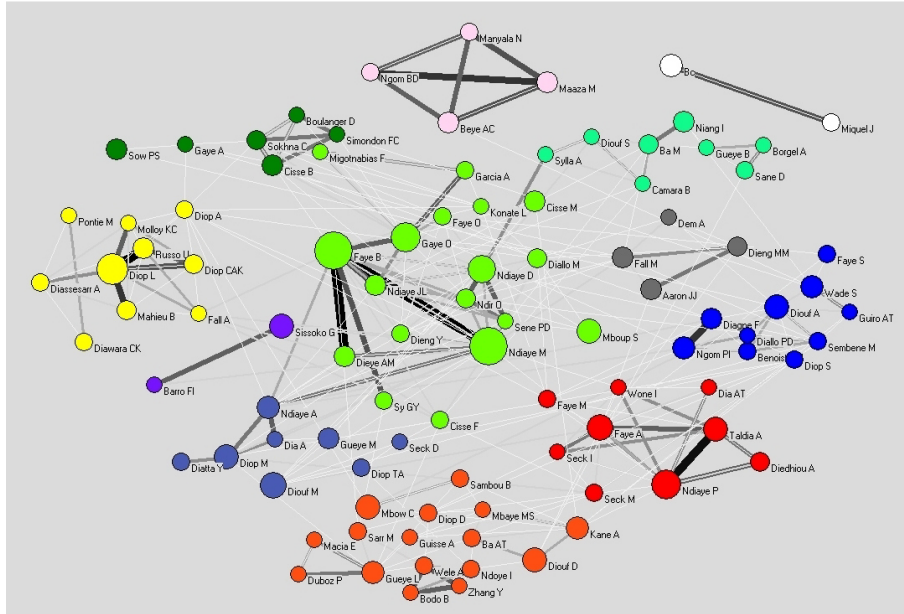 Manyala N
Ngom BD
Bo
Maaza M
Beye AC
Miquel J
Boulanger D
Niang I
Simondon FC
Diouf S
Sokhna C
Ba M
Gueye B
Borgel A
Sow PS
Gaye A
Migotnabias F
Sylla A
Cisse B
Garcia A
Sane D
Camara B
Konate L
Cisse M
Pontie M
Diop A
Faye O
Dem A
Molloy KC
Gaye O
Russo U
Dieng MM
Faye S
Faye B
Diallo M
Fall M
Diop L
Diop CAK
Ndiaye D
Diassesarr A
Ndiaye JL
Aaron JJ
Wade S
Ndir O
Mahieu B
Fall A
Diouf A
Guiro AT
Sene PD
Diagne F
Sissoko G
Dieng Y
Mboup S
Diallo PD
Sembene M
Diawara CK
Ndiaye M
Ngom PI
Benoist
Dieye AM
Diop S
Barro FI
Wone I
Dia AT
Sy GY
Faye M
Ndiaye A
Cisse F
Faye A
Taldia A
Dia A
Gueye M
Seck D
Seck I
Diatta Y
Diop M
Diedhiou A
Diop TA
Diouf M
Sambou B
Ndiaye P
Seck M
Mbow C
Diop D
Mbaye MS
Sarr M
Kane A
Macia E
Guisse A
Ba AT
Duboz P
Gueye L
Wele A
Ndoye I
Diouf D
Bodo B
Zhang Y